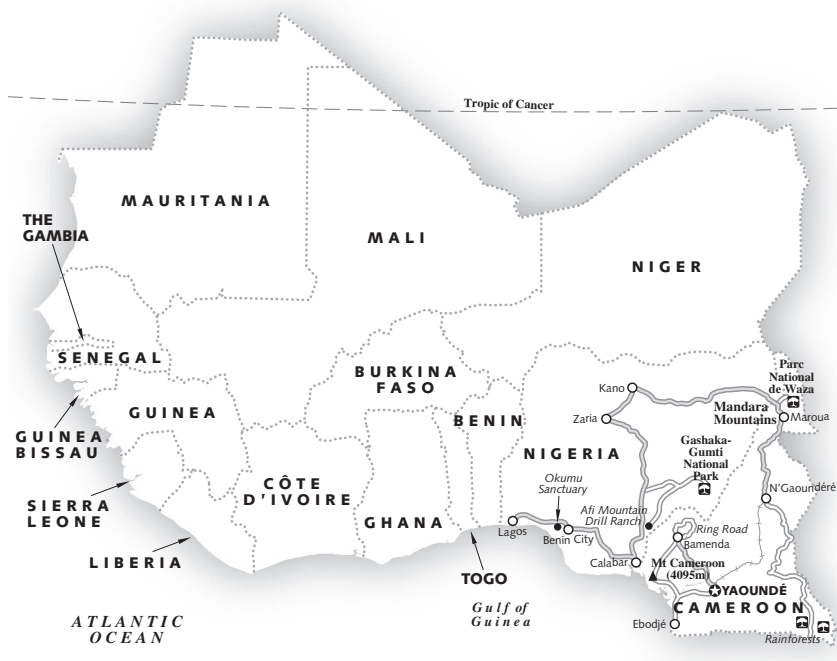 Tropic of Cancer
MAURITANIA
THE
GAMBIA
MALI
NIGER
SENEGAL
BURKINA
FASO
Parc
National
de Waza
Kano
Mandara
Mountains
Maroua
GUINEA
BENIN
Zaria
GUINEA
BISSAU
Gashaka-
Gumti
National
Park
NIGERIA
CÔTE
D'IVOIRE
Okumu
Sanctuary
N'Gaoundéré
SIERRA
LEONE
GHANA
Afi Mountain
Drill Ranch
Ring Road
Lagos
Benin City
Bamenda
LIBERIA
Calabar
Mt Cameroon
(4095m)
TOGO
YAOUNDÉ
CAMEROON
Gulf of
Guinea
ATLANTIC
OCEAN
Ebodjé
Rainforests